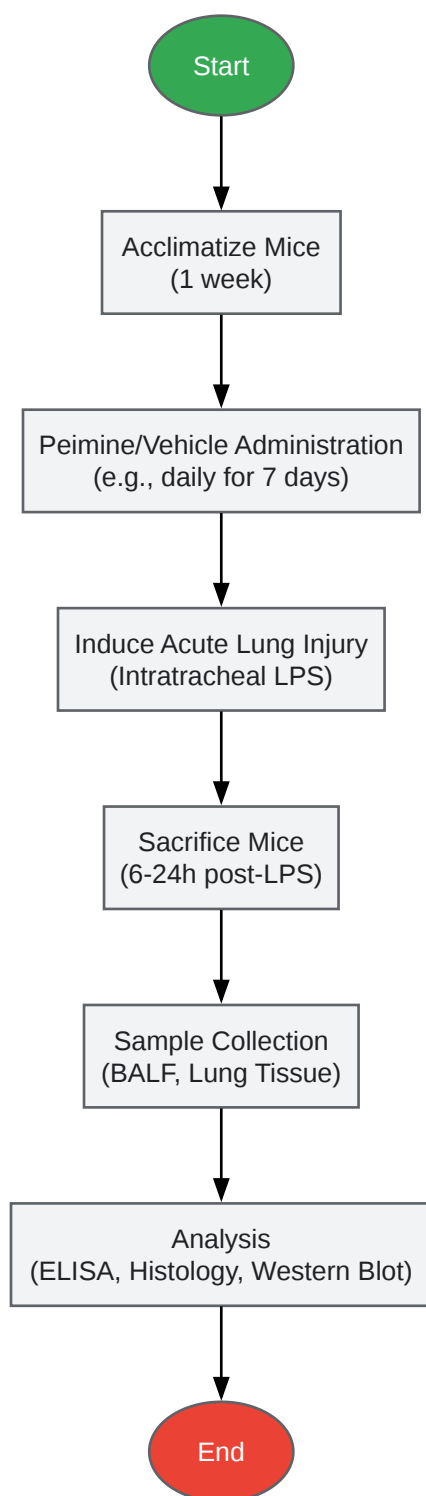 Start
Acclimatize Mice
(1 week)
Peimine/Vehicle Administration
(e.g., daily for 7 days)
Induce Acute Lung Injury
(Intratracheal LPS)
Sacrifice Mice
(6-24h post-LPS)
Sample Collection
(BALF, Lung Tissue)
Analysis
(ELISA, Histology, Western Blot)
End